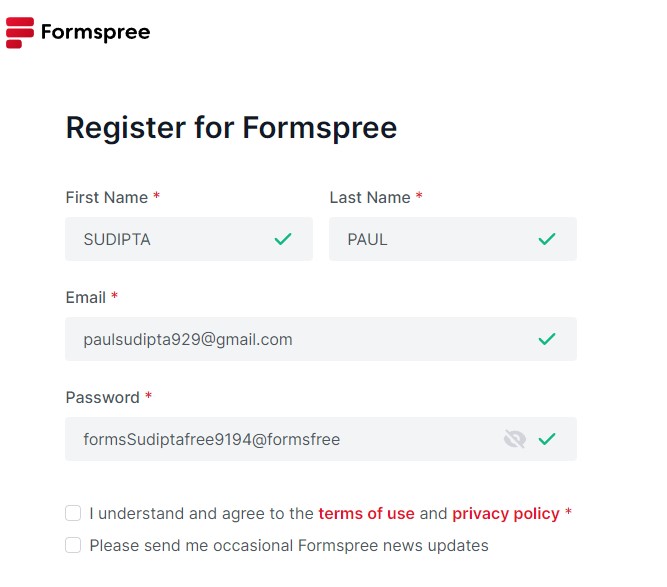 Formspree
Register for Formspree
First Name * Last Name *
SUDIPTA PAUL
Email *
paulsudipta929@gmail.com
Password *
formsSudiptafree9194@formsfree
I understand and agree to the terms of use and privacy policy *
Please send me occasional Formspree news updates